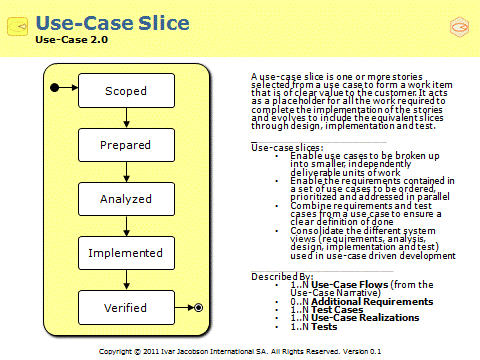 Use-Case Slice
Use-Case 2.0
Scoped
Prepared
Analyzed
Implemented
Verified
A use-case slice is one or more stories
selected from a use case to form a work item
that is of clear value to the customer. It acts
as a placeholder for all the work required to
complete the implementation of the stories
and evolves to include the equivalent slices
through design, implementation and test.
Use-case slices:
• Enable use cases to be broken up
into smaller, independently
deliverable units of work
• Enable the requirements contained in
a set of use cases to be ordered,
prioritized and addressed in parallel
• Combine requirements and test
cases from a use case to ensure a
clear definition of done
• Consolidate the different system
views (requirements, analysis,
design, implementation and test)
used in use-case driven development
Described By:
• 1..N Use-Case Flows (from the
Use-Case Narrative)
• 0..N Additional Requirements
• 1..N Test Cases
• 1..N Use-Case Realizations
• 1..N Tests
Copyright © 2011 Ivar Jacobson International SA. All Rights Reserved. Version 0.1